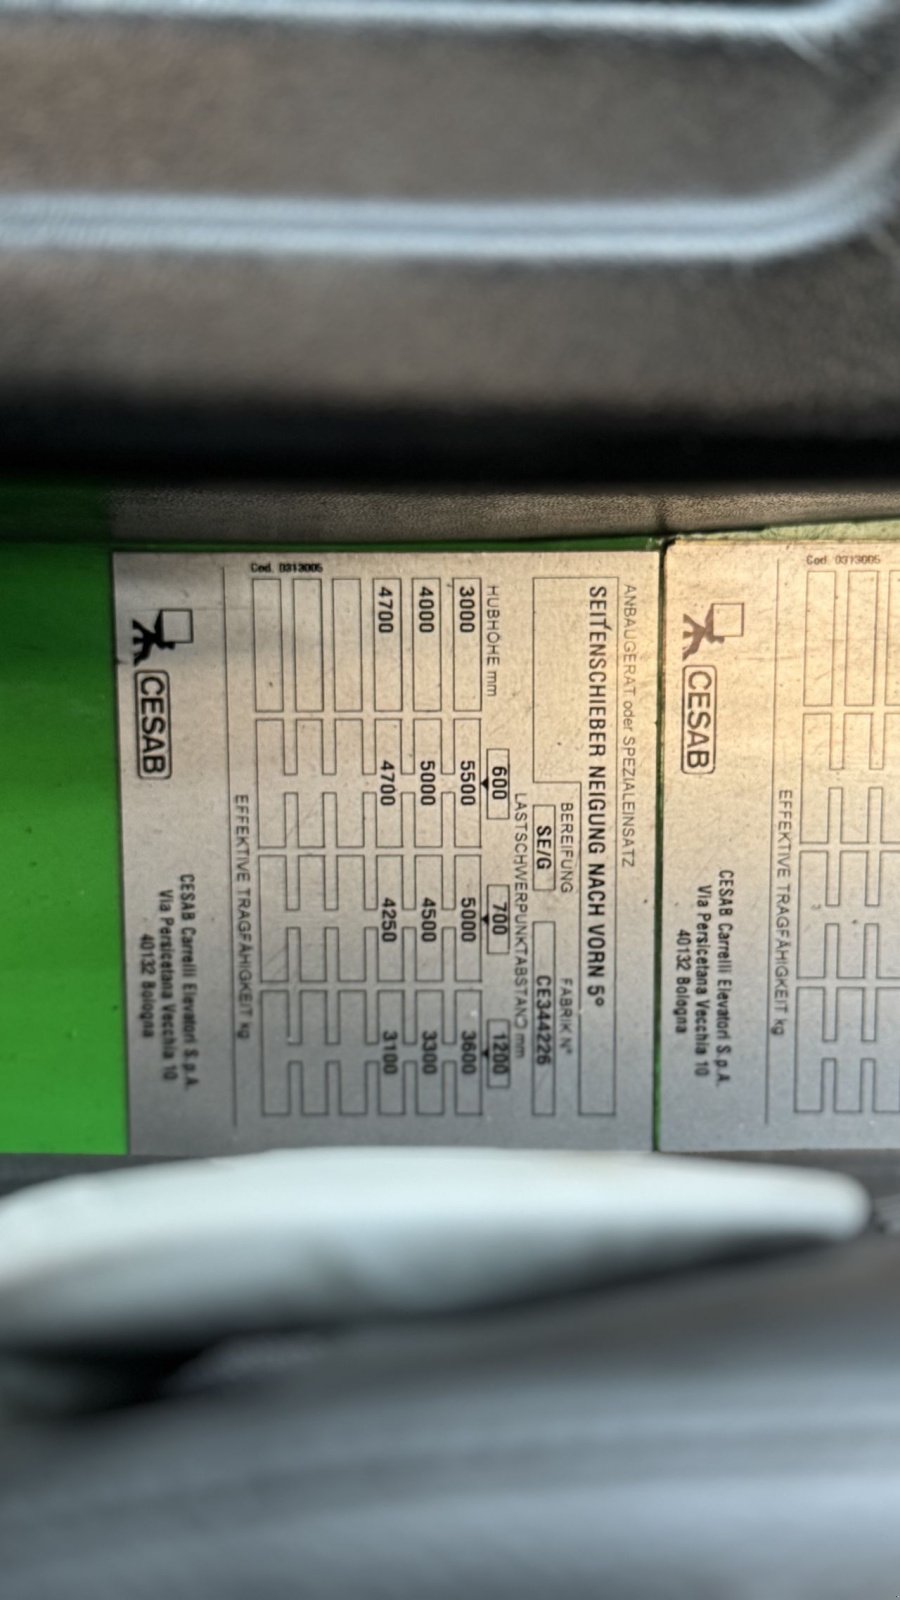 ANBAUGERÄT oder SPEZIALEINSATZ
SEITENSCHIEBER NEIGUNG NACH VORN 5°
BEREIFUNG FABRIK N°
SE/G CE344226
LASTSCHWERPUNKTABSTAND mm
HUBHÖHE mm 600 700 1200
3000 5500 5000 3600
4000 5000 4500 3300
4700 4700 4250 3100
Cod. 0313005
EFFEKTIVE TRAGFÄHIGKEIT kg
CESAB
CESAB Carrelli Elevatori S.p.A.
Via Persicetana Vecchia 10
40132 Bologna
Cod. 0313005
EFFEKTIVE TRAGFÄHIGKEIT kg
CESAB
CESAB Carrelli Elevatori S.p.A.
Via Persicetana Vecchia 10
40132 Bologna